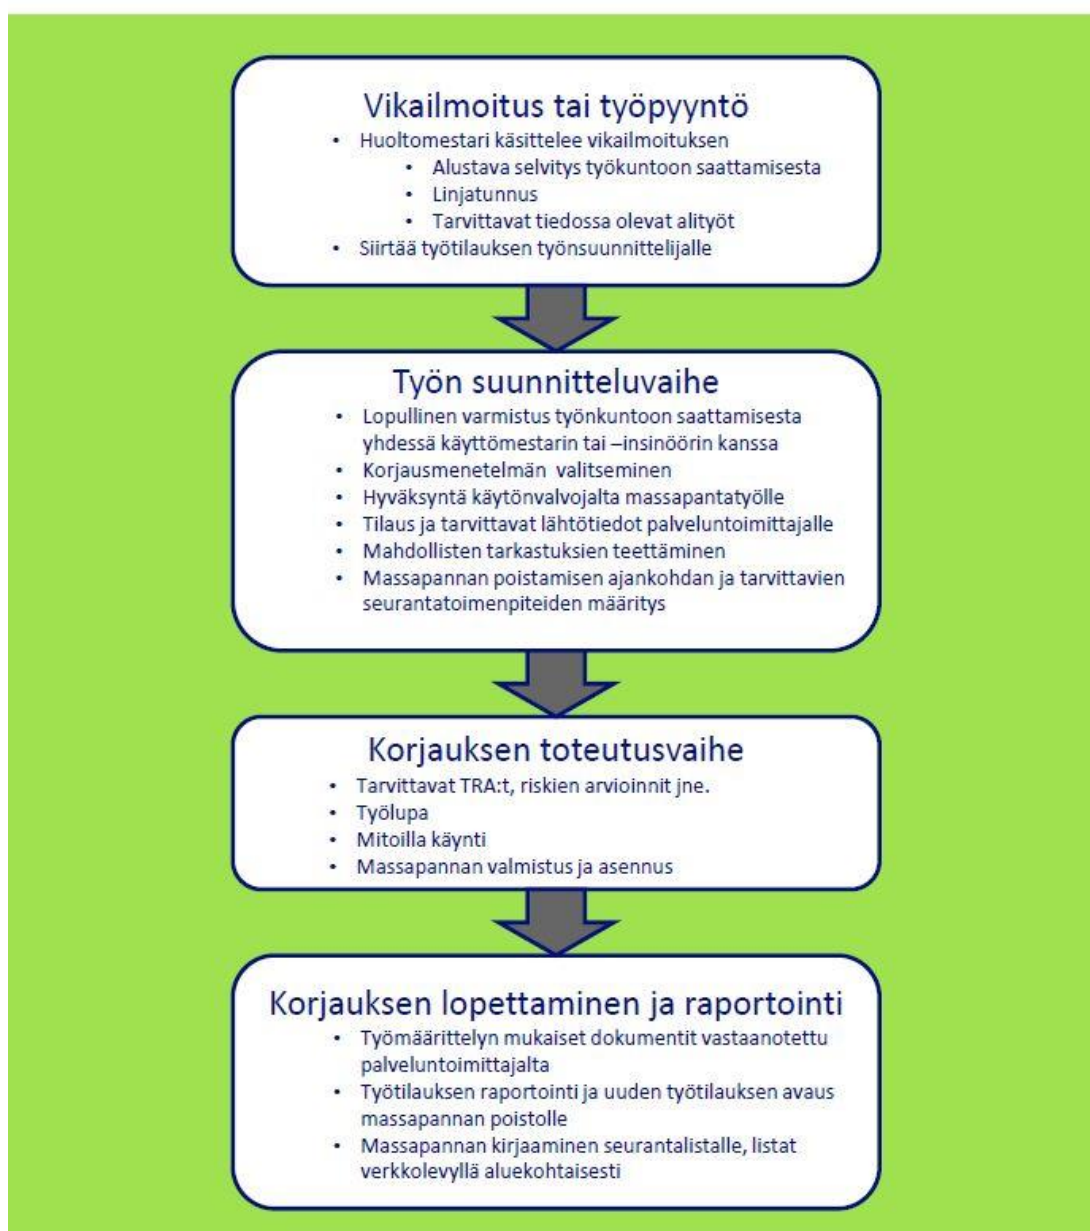 Vikailmoitus tai työpyyntö
• Huoltomestari käsittelee vikailmoituksen
• Alustava selvitys työkuntoon saattamisesta
• Linjatunnus
• Tarvittavat tiedossa olevat alityöt
• Siirtää työtilauksen työnsuunnittelijalle
Työn suunnitteluvaihe
• Lopullinen varmistus työnkuntoon saattamisesta
yhdessä käyttömestarin tai –insinöörin kanssa
• Korjausmenetelmän valitseminen
• Hyväksyntä käytönvalvojalta massapantatyölle
• Tilaus ja tarvittavat lähtötiedot palveluntoimittajalle
• Mahdollisten tarkastuksien teettäminen
• Massapannan poistamisen ajankohdan ja tarvittavien
seurantatoimenpiteiden määritys
Korjauksen toteutusvaihe
• Tarvittavat TRA:t, riskien arvioinnit jne.
• Työlupa
• Mitoilla käynti
• Massapannan valmistus ja asennus
Korjauksen lopettaminen ja raportointi
• Työmäärittelyn mukaiset dokumentit vastaanotettu
palveluntoimittajalta
• Työtilauksen raportointi ja uuden työtilauksen avaus
massapannan poistolle
• Massapannan kirjaaminen seurantalistalle, listat
verkkolevyllä aluekohtaisesti